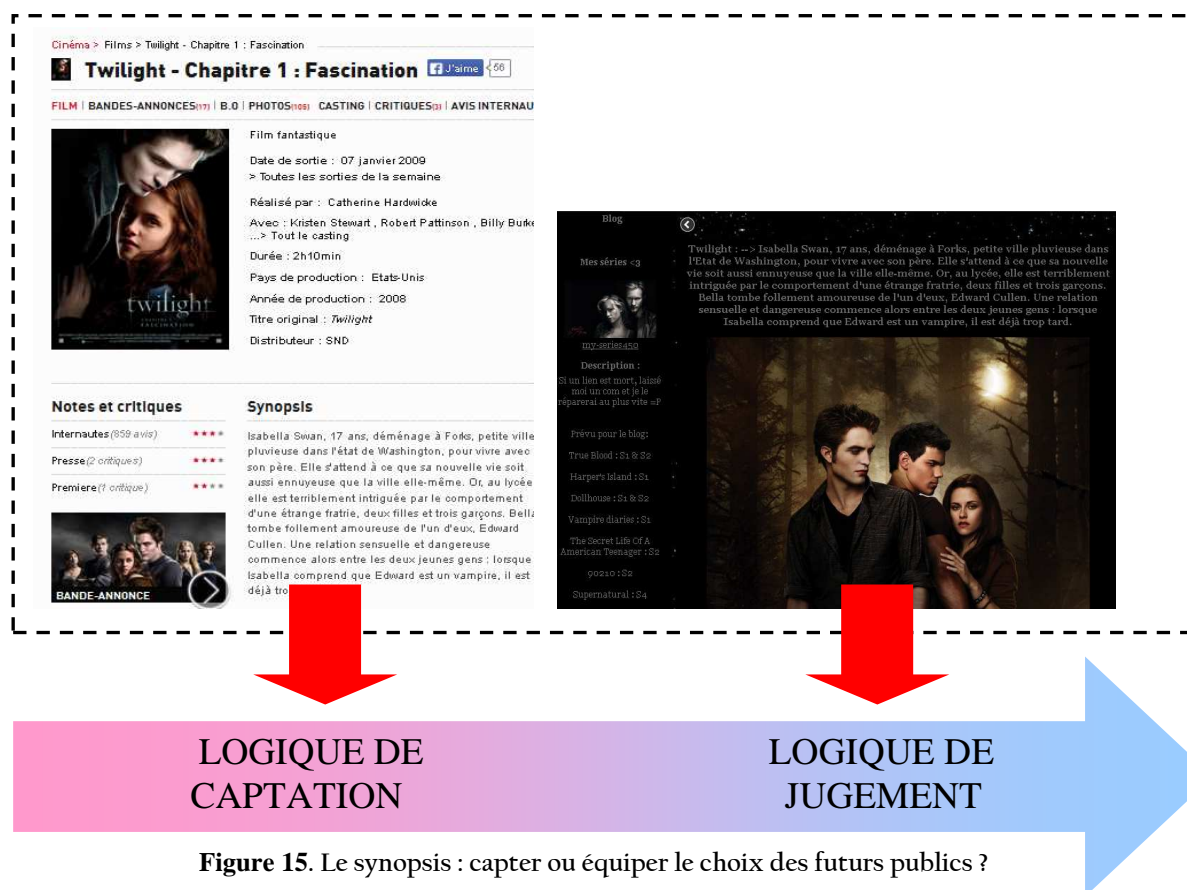 Cinéma > Films > Twilight - Chapitre 1 : Fascination
Twilight - Chapitre 1 : Fascination J'aime 56
FILM | BANDES-ANNONCES(17) | B.O | PHOTOS(105) CASTING | CRITIQUES(3) | AVIS INTERNAU
twilight
CHAPITRE 1
FASCINATION
Film fantastique
Date de sortie : 07 janvier 2009
> Toutes les sorties de la semaine
Réalisé par : Catherine Hardwicke
Avec : Kristen Stewart , Robert Pattinson , Billy Burke
...> Tout le casting
Durée : 2h10min
Pays de production : Etats-Unis
Année de production : 2008
Titre original : Twilight
Distributeur : SND
Notes et critiques
Internautes (859 avis)
Presse (2 critiques)
Premiere (1 critique)
BANDE-ANNONCE
Synopsis
Isabella Swan, 17 ans, déménage à Forks, petite ville
pluvieuse dans l'état de Washington, pour vivre avec
son père. Elle s'attend à ce que sa nouvelle vie soit
aussi ennuyeuse que la ville elle-même. Or, au lycée
elle est terriblement intriguée par le comportement
d'une étrange fratrie, deux filles et trois garçons. Bella
tombe follement amoureuse de l'un d'eux, Edward
Cullen. Une relation sensuelle et dangereuse
commence alors entre les deux jeunes gens : lorsque
Isabella comprend que Edward est un vampire, il est
déjà tro
Blog
Mes séries <3
my-series450
Description :
Si un lien est mort, laissé
moi un com et je le
réparerai au plus vite =P
Prévu pour le blog:
True Blood : S1 & S2
Harper's Island : S1
Dollhouse : S1 & S2
Vampire diaries : S1
The Secret Life Of A
American Teenager : S2
90210 : S2
Supernatural : S4
Twilight : --> Isabella Swan, 17 ans, déménage à Forks, petite ville pluvieuse dans
l'Etat de Washington, pour vivre avec son père. Elle s'attend à ce que sa nouvelle
vie soit aussi ennuyeuse que la ville elle-même. Or, au lycée, elle est terriblement
intriguée par le comportement d'une étrange fratrie, deux filles et trois garçons.
Bella tombe follement amoureuse de l'un d'eux, Edward Cullen. Une relation
sensuelle et dangereuse commence alors entre les deux jeunes gens : lorsque
Isabella comprend que Edward est un vampire, il est déjà trop tard.
LOGIQUE DE
CAPTATION
LOGIQUE DE
JUGEMENT
Figure 15. Le synopsis : capter ou équiper le choix des futurs publics ?